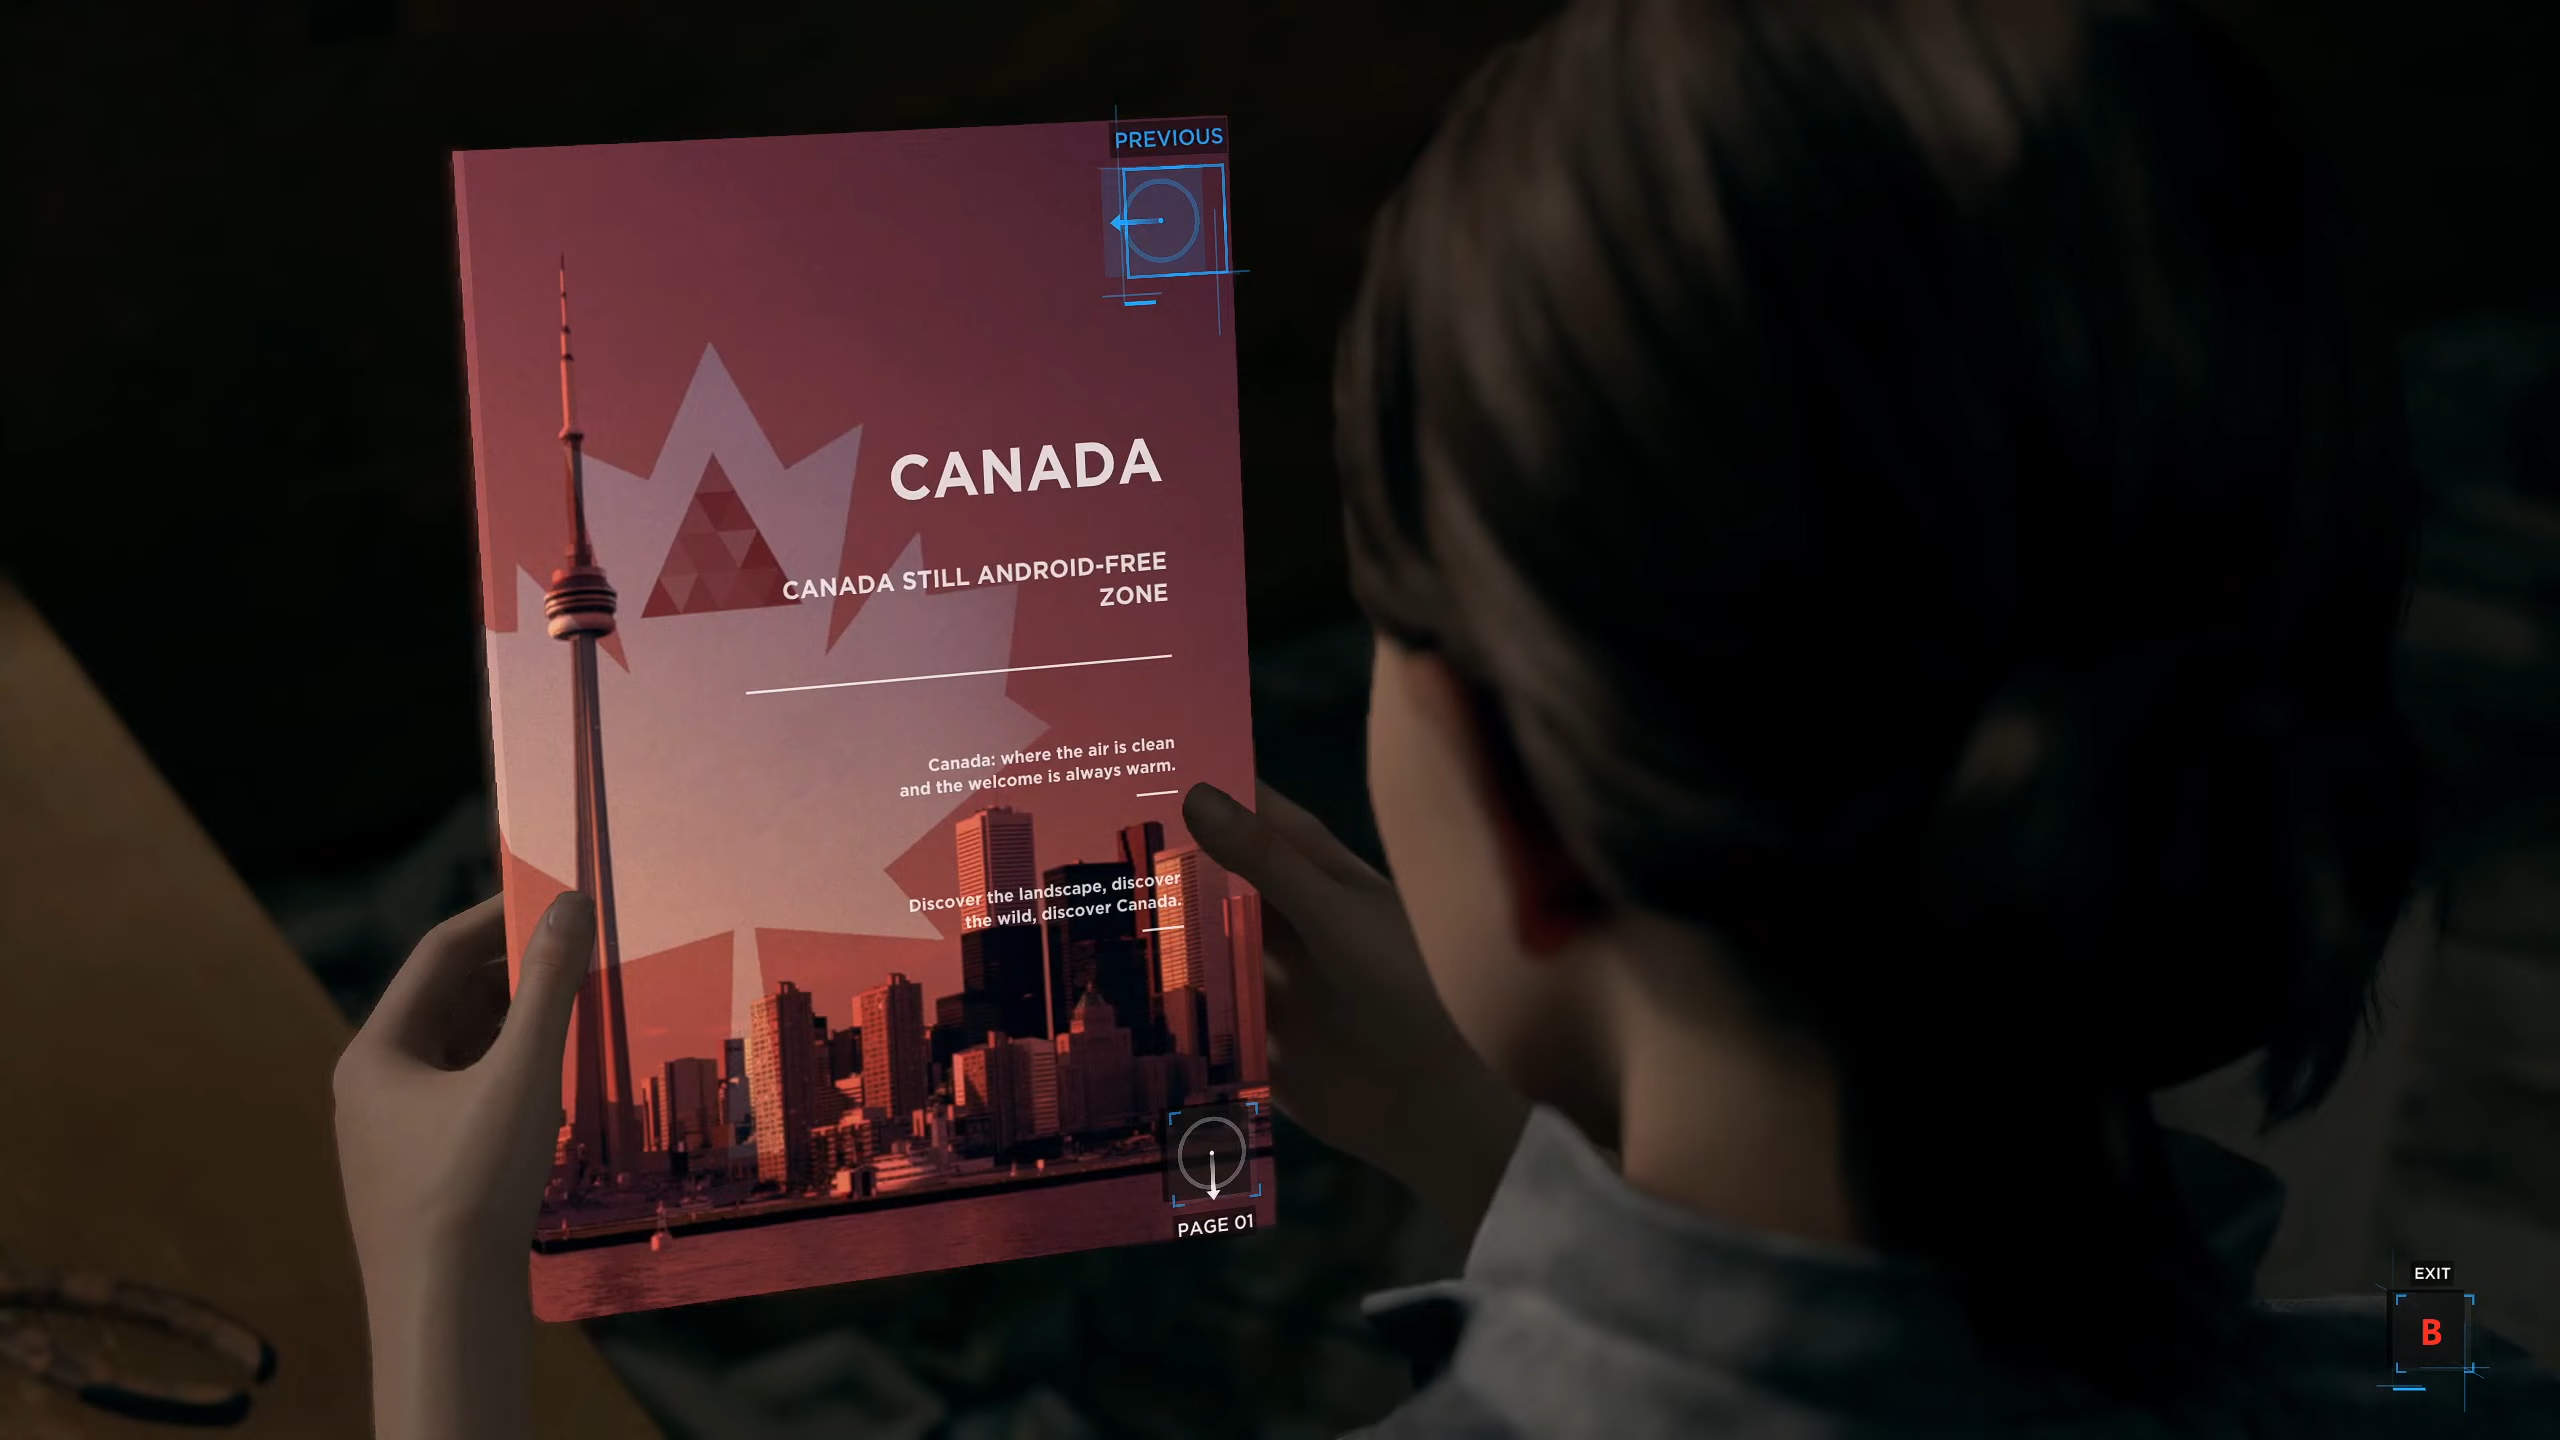 PREVIOUS
CANADA
CANADA STILL ANDROID-FREE
ZONE
Canada: where the air is clean
and the welcome is always warm.
Discover the landscape, discover
the wild, discover Canada.
PAGE 01
EXIT
B